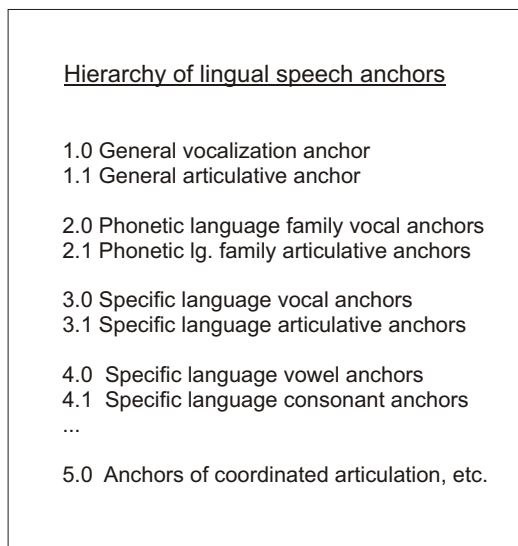 Hierarchy of lingual speech anchors
1.0 General vocalization anchor
1.1 General articulative anchor
2.0 Phonetic language family vocal anchors
2.1 Phonetic lg. family articulative anchors
3.0 Specific language vocal anchors
3.1 Specific language articulative anchors
4.0  Specific language vowel anchors
4.1  Specific language consonant anchors
...
5.0  Anchors of coordinated articulation, etc.